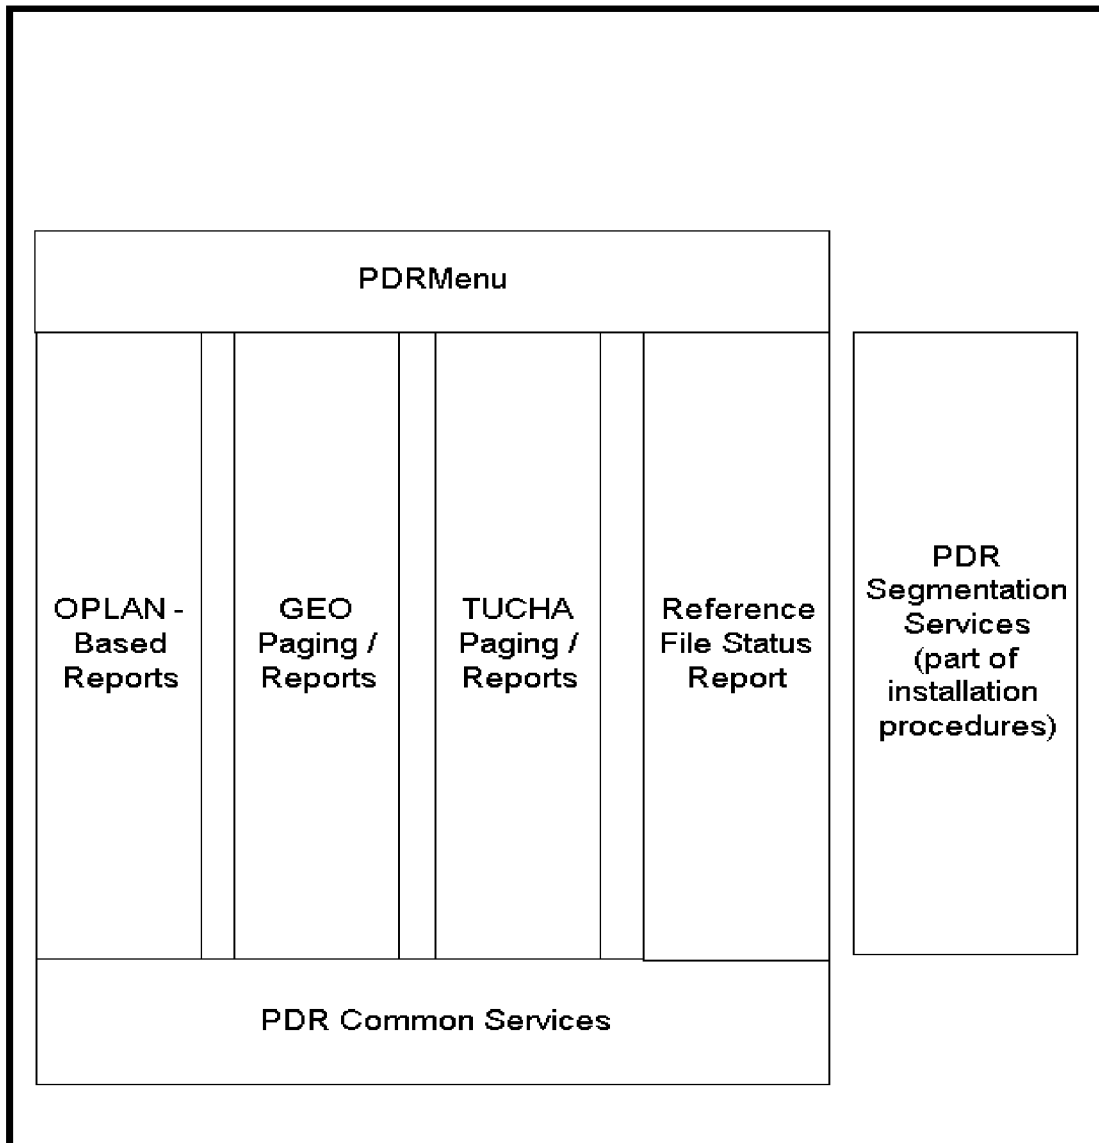 PDRMenu
OPLAN -
Based
Reports
GEO
Paging /
Reports
TUCHA
Paging /
Reports
Reference
File Status
Report
PDR
Segmentation
Services
(part of
installation
procedures)
PDR Common Services